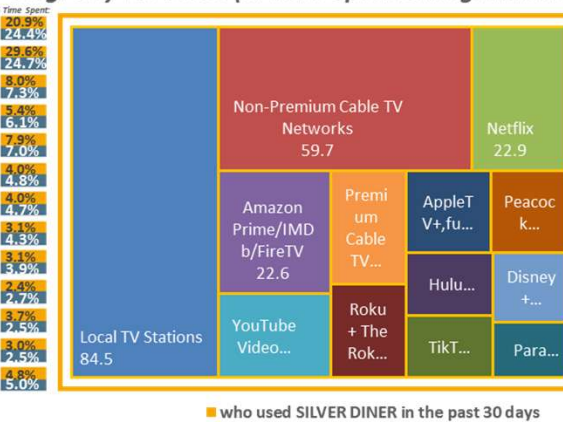 Time Spent:
20.9%
24.4%
29.6%
24.7%
8.0%
7.3%
5.4%
6.1%
7.9%
7.0%
4.0%
4.8%
4.0%
4.7%
3.1%
4.3%
3.1%
3.9%
2.4%
2.7%
3.7%
2.5%
3.0%
2.5%
4.8%
5.0%
Local TV Stations
84.5
Non-Premium Cable TV
Networks
59.7
Netflix
22.9
Amazon
Prime/IMD
b/FireTV
22.6
YouTube
Video...
Premi
um
Cable
TV...
Roku
+ The
Rok...
AppleT
V+,fu...
Peacoc
k...
Hulu...
Disney
+...
TikT...
Para...
who used SILVER DINER in the past 30 days